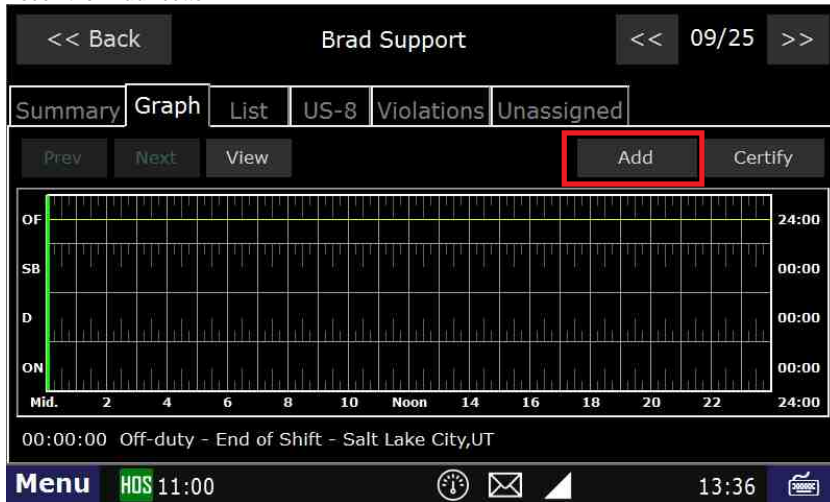 << Back Brad Support << 09/25 >>
Summary Graph List US-8 Violations Unassigned
Prev Next View Add Certify
OF 24:00
SB 00:00
D 00:00
ON 00:00
Mid. 2 4 6 8 10 Noon 14 16 18 20 22 24:00
00:00:00 Off-duty - End of Shift - Salt Lake City,UT
Menu HOS 11:00 13:36